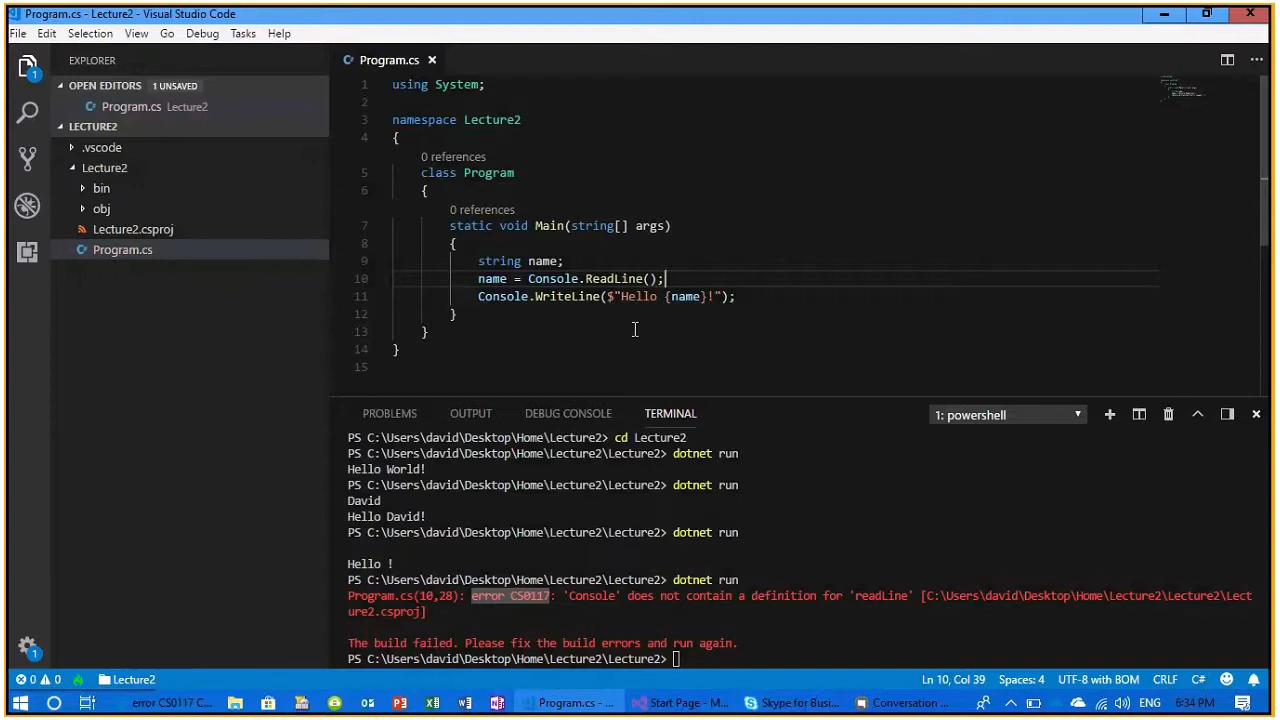 Program.cs - Lecture2 - Visual Studio Code
File Edit Selection View Go Debug Tasks Help
EXPLORER
OPEN EDITORS 1 UNSAVED
Program.cs Lecture2
LECTURE2
.vscode
Lecture2
bin
obj
Lecture2.csproj
Program.cs
1
1
Program.cs
1 using System;
2
3 namespace Lecture2
4 {
0 references
5 class Program
6 {
0 references
7 static void Main(string[] args)
8 {
9 string name;
10 name = Console.ReadLine();
11 Console.WriteLine($"Hello {name}!");
12 }
13 }
14 }
15
PROBLEMS OUTPUT DEBUG CONSOLE TERMINAL 1: powershell
PS C:\Users\david\Desktop\Home\Lecture2> cd Lecture2
PS C:\Users\david\Desktop\Home\Lecture2\Lecture2> dotnet run
Hello World!
PS C:\Users\david\Desktop\Home\Lecture2\Lecture2> dotnet run
David
Hello David!
PS C:\Users\david\Desktop\Home\Lecture2\Lecture2> dotnet run
Hello !
PS C:\Users\david\Desktop\Home\Lecture2\Lecture2> dotnet run
Program.cs(10,28): error CS0117: 'Console' does not contain a definition for 'readLine' [C:\Users\david\Desktop\Home\Lecture2\Lecture2\Lect
ure2.csproj]
The build failed. Please fix the build errors and run again.
PS C:\Users\david\Desktop\Home\Lecture2\Lecture2>
0 0 Lecture2 Ln 10, Col 39 Spaces: 4 UTF-8 with BOM CRLF C#
error CS0117 C... Program.cs - ... Start Page - M... Skype for Busi... Conversation ... 6:34 PM